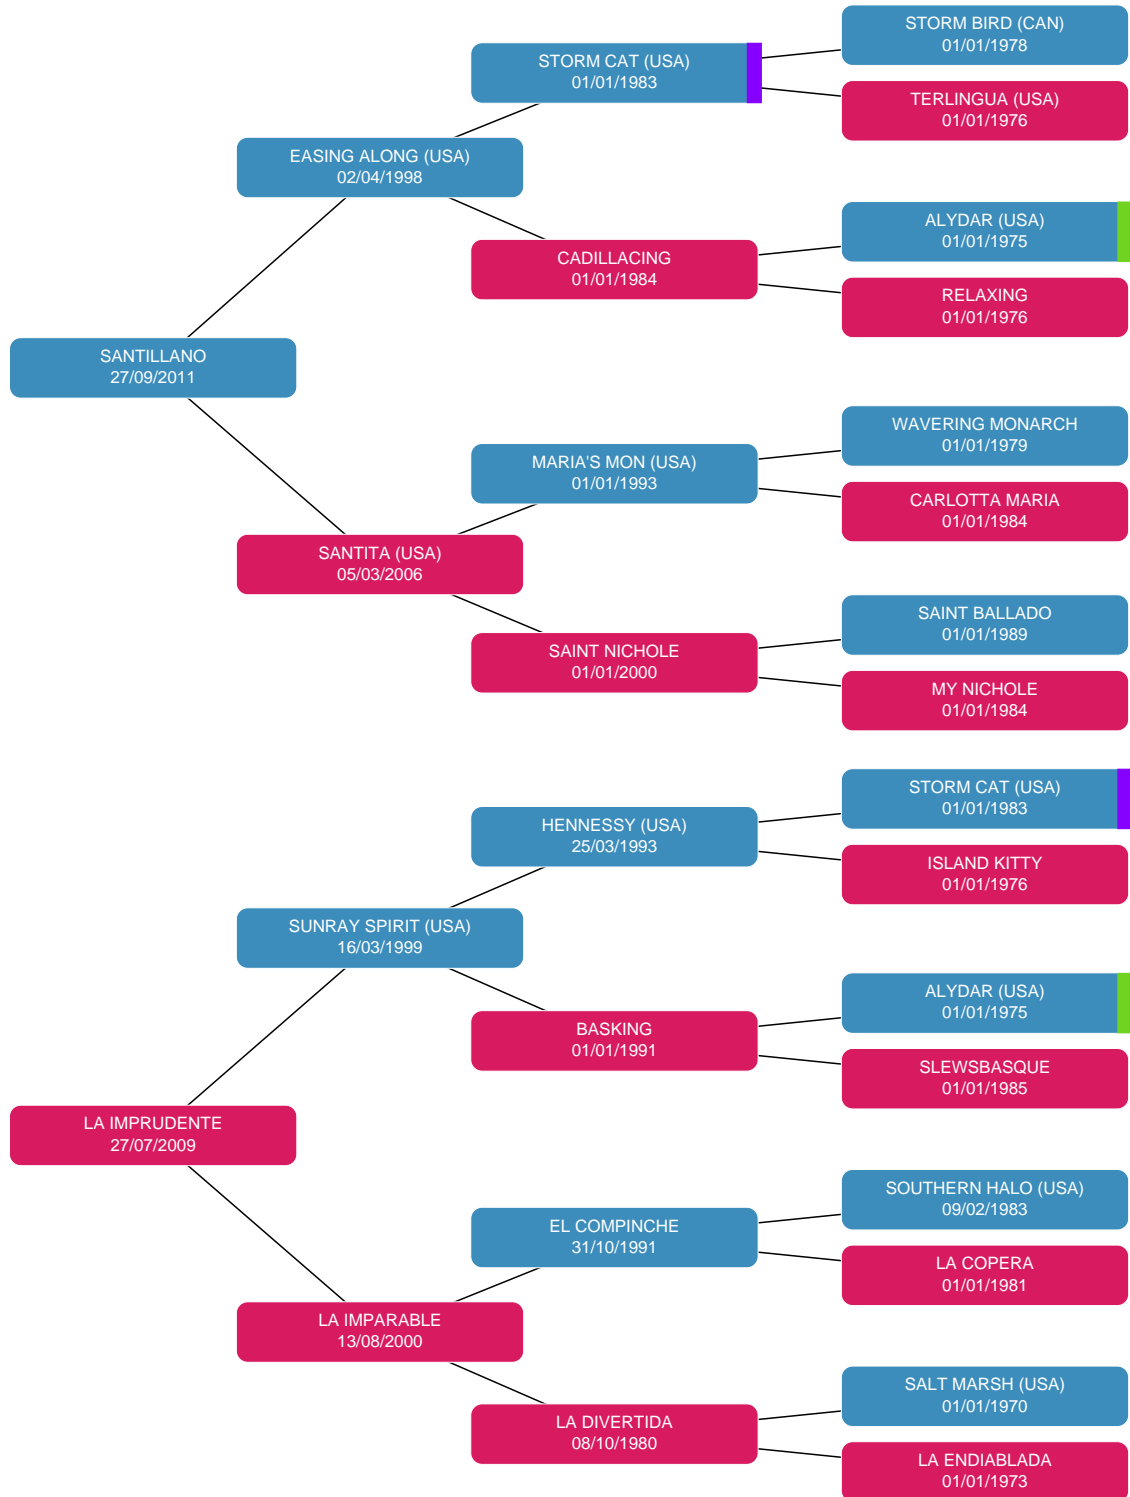 STORM BIRD (CAN)
01/01/1978
STORM CAT (USA)
01/01/1983
TERLINGUA (USA)
01/01/1976
EASING ALONG (USA)
02/04/1998
ALYDAR (USA)
01/01/1975
CADILLACING
01/01/1984
RELAXING
01/01/1976
SANTILLANO
27/09/2011
WAVERING MONARCH
01/01/1979
MARIA'S MON (USA)
01/01/1993
CARLOTTA MARIA
01/01/1984
SANTITA (USA)
05/03/2006
SAINT BALLADO
01/01/1989
SAINT NICHOLE
01/01/2000
MY NICHOLE
01/01/1984
STORM CAT (USA)
01/01/1983
HENNESSY (USA)
25/03/1993
ISLAND KITTY
01/01/1976
SUNRAY SPIRIT (USA)
16/03/1999
ALYDAR (USA)
01/01/1975
BASKING
01/01/1991
SLEWSBASQUE
01/01/1985
LA IMPRUDENTE
27/07/2009
SOUTHERN HALO (USA)
09/02/1983
EL COMPINCHE
31/10/1991
LA COPERA
01/01/1981
LA IMPARABLE
13/08/2000
SALT MARSH (USA)
01/01/1970
LA DIVERTIDA
08/10/1980
LA ENDIABLADA
01/01/1973